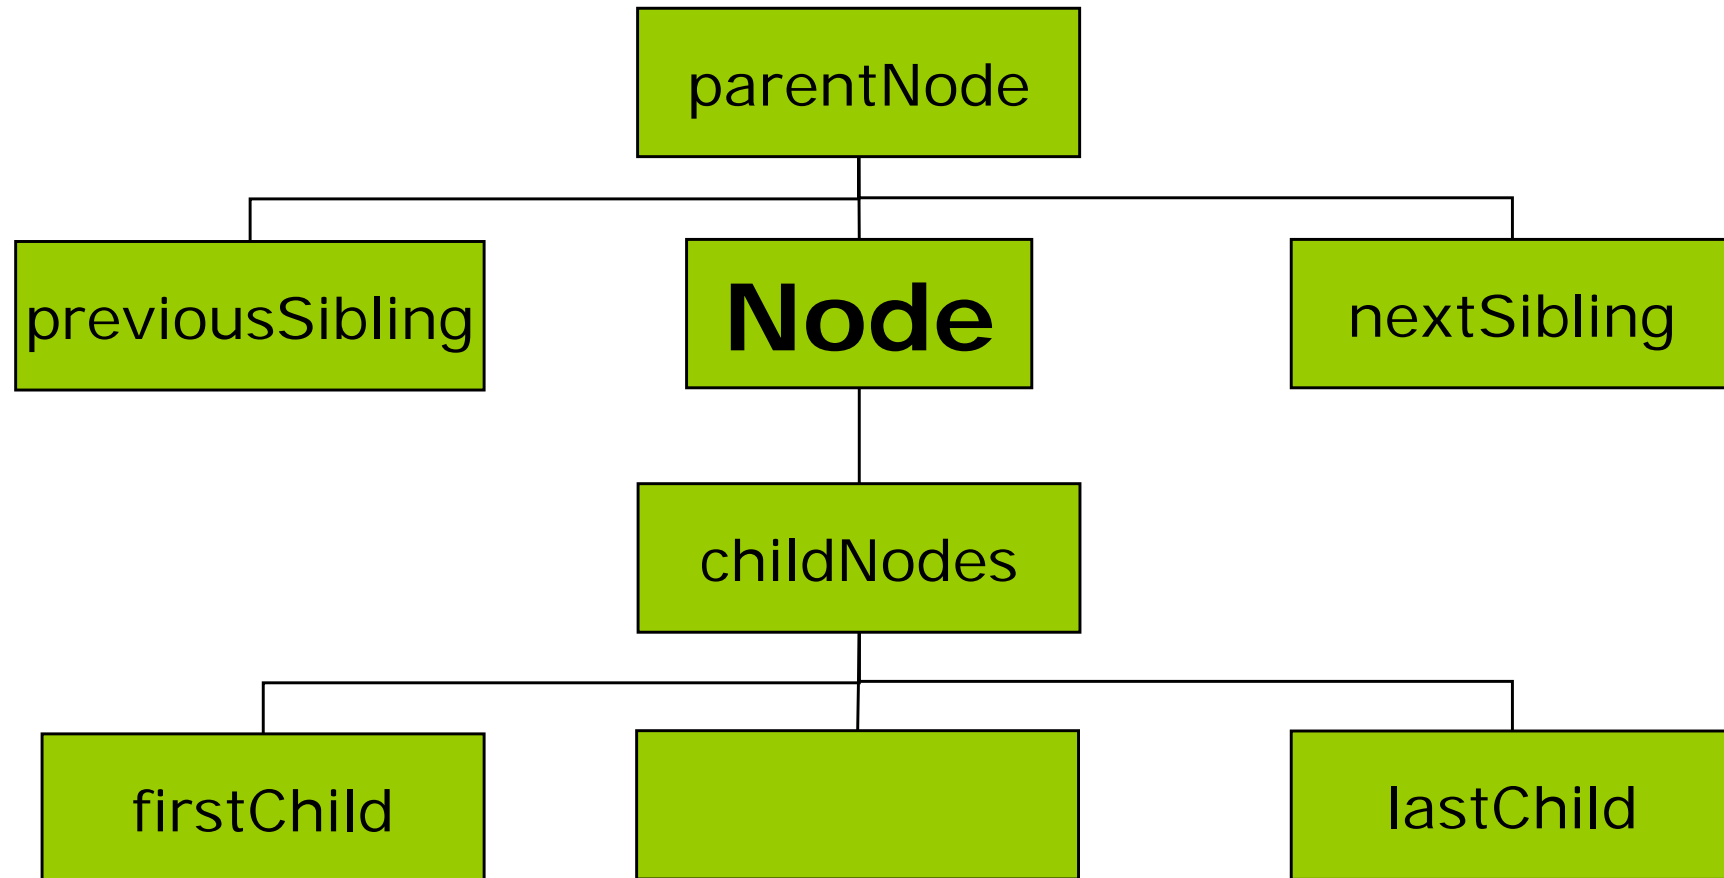 parentNode
previousSibling
Node
nextSibling
childNodes
firstChild
lastChild